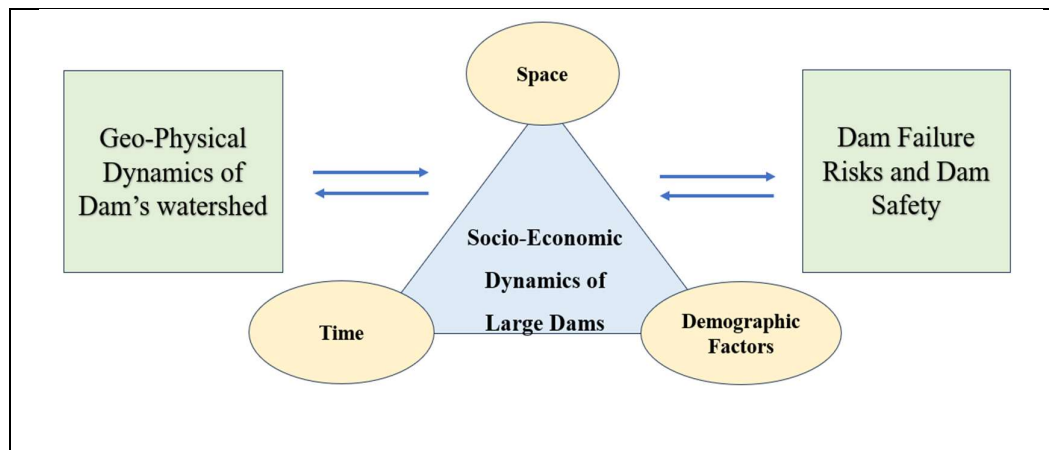 Space
Geo-Physical
Dynamics of
Dam’s watershed
Dam Failure
Risks and Dam
Safety
Socio-Economic
Dynamics of
Large Dams
Time
Demographic
Factors